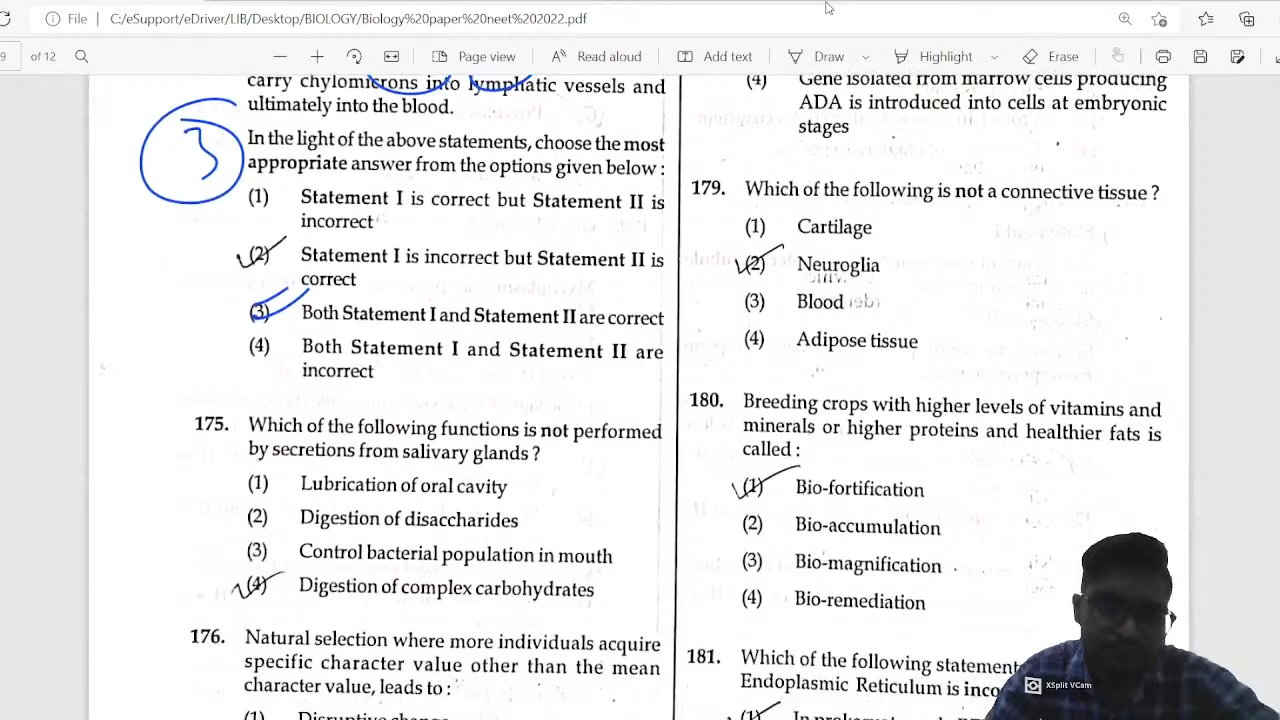 File
C:/eSupport/eDriver/LIB/Desktop/BIOLOGY/Biology%20paper%20neet%202022.pdf
9 of 12
Page view
Read aloud
Add text
Draw
Highlight
Erase
carry chylomicrons into lymphatic vessels and
ultimately into the blood.
3
In the light of the above statements, choose the most
appropriate answer from the options given below :
(1) Statement I is correct but Statement II is
incorrect
(2) Statement I is incorrect but Statement II is
correct
(3) Both Statement I and Statement II are correct
(4) Both Statement I and Statement II are
incorrect
175. Which of the following functions is not performed
by secretions from salivary glands ?
(1) Lubrication of oral cavity
(2) Digestion of disaccharides
(3) Control bacterial population in mouth
(4) Digestion of complex carbohydrates
176. Natural selection where more individuals acquire
specific character value other than the mean
character value, leads to :
(1) Disruptive change
(4) Gene isolated from marrow cells producing
ADA is introduced into cells at embryonic
stages
179. Which of the following is not a connective tissue ?
(1) Cartilage
(2) Neuroglia
(3) Blood
(4) Adipose tissue
180. Breeding crops with higher levels of vitamins and
minerals or higher proteins and healthier fats is
called :
(1) Bio-fortification
(2) Bio-accumulation
(3) Bio-magnification
(4) Bio-remediation
181. Which of the following statement
Endoplasmic Reticulum is inco
(1)
XSplit VCam